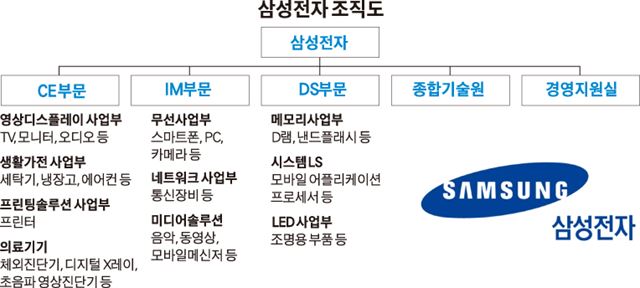 삼성전자 조직도
삼성전자
CE부문
IM부문
DS부문
종합기술원
경영지원실
영상디스플레이 사업부
TV, 모니터, 오디오 등
생활가전 사업부
세탁기, 냉장고, 에어컨 등
프린팅솔루션 사업부
프린터
의료기기
체외진단기, 디지털 X레이,
초음파 영상진단기 등
무선사업부
스마트폰, PC,
카메라 등
네트워크 사업부
통신장비 등
미디어솔루션
음악, 동영상,
모바일메신저 등
메모리사업부
D램, 낸드플래시 등
시스템 LS
모바일 어플리케이션
프로세서 등
LED 사업부
조명용 부품 등
SAMSUNG
삼성전자